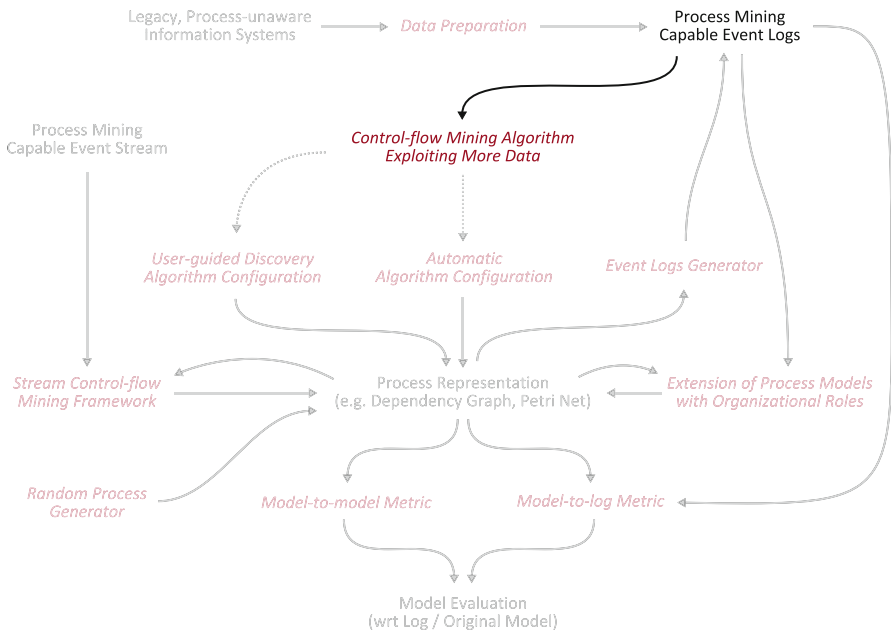 Legacy, Process-unaware
Information Systems
Data Preparation
Process Mining
Capable Event Logs
Process Mining
Capable Event Stream
Control-flow Mining Algorithm
Exploiting More Data
User-guided Discovery
Algorithm Configuration
Automatic
Algorithm Configuration
Event Logs Generator
Stream Control-flow
Mining Framework
Process Representation
(e.g. Dependency Graph, Petri Net)
Extension of Process Models
with Organizational Roles
Random Process
Generator
Model-to-model Metric
Model-to-log Metric
Model Evaluation
(wrt Log / Original Model)